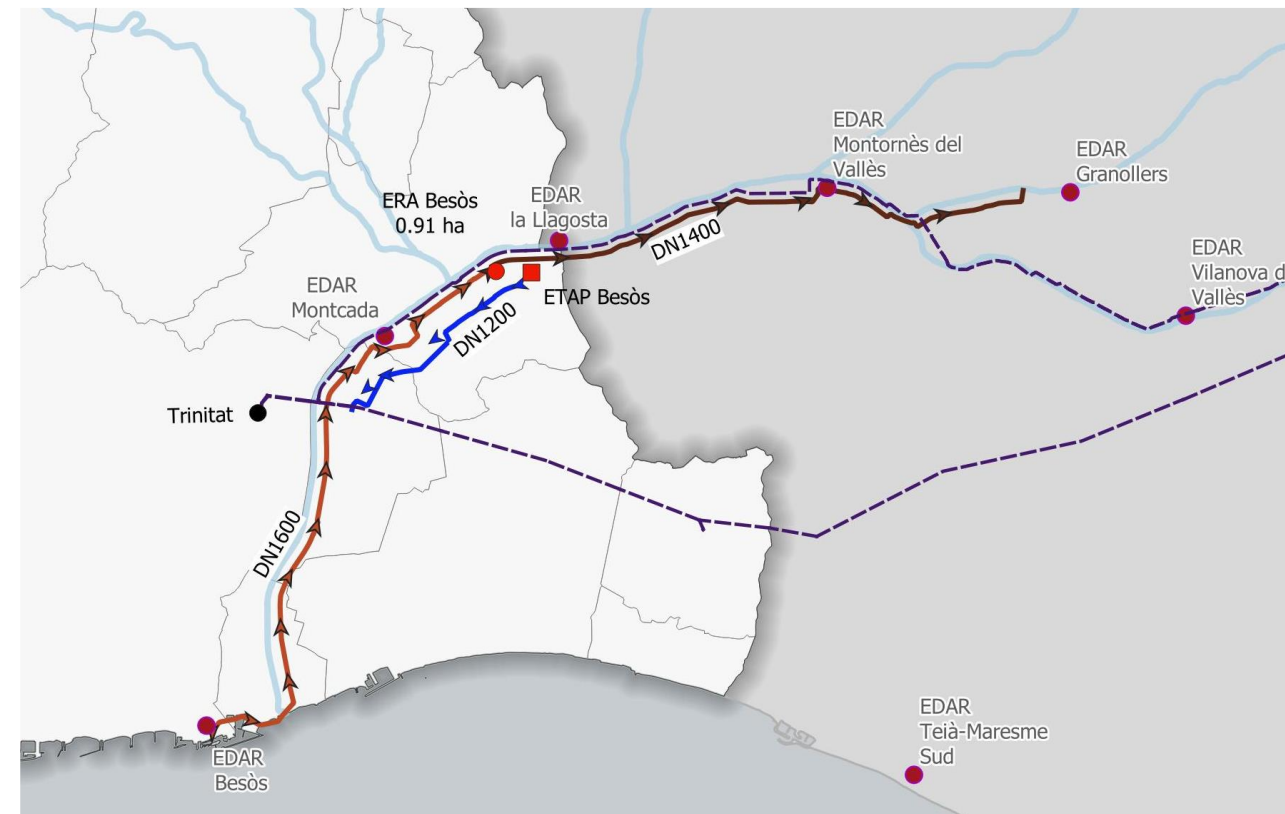 EDAR
Montornès del
Vallès
EDAR
Granollers
ERA Besòs
0.91 ha
EDAR
la Llagosta
DN1400
EDAR
Vilanova d
Vallès
EDAR
Montcada
ETAP Besòs
DN1200
Trinitat
DN1600
EDAR
Teià-Maresme
Sud
EDAR
Besòs